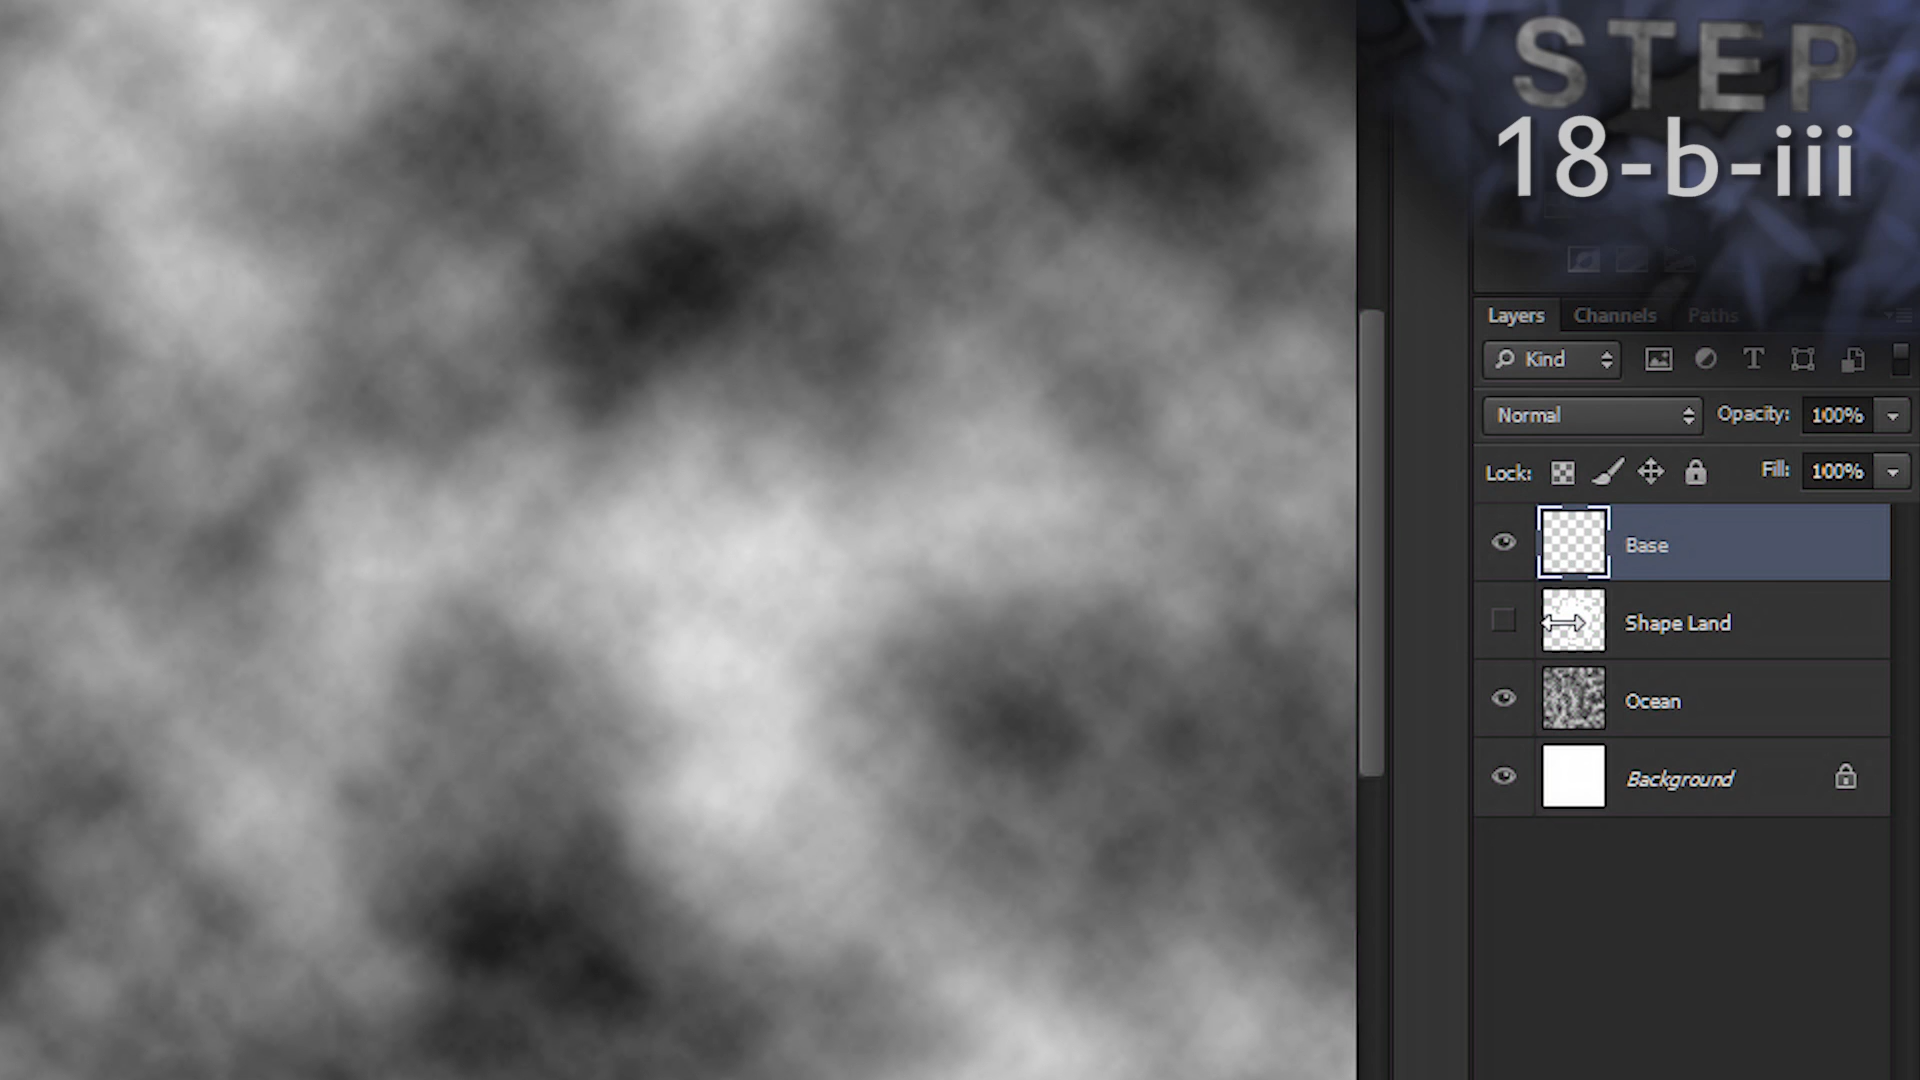 STEP
18-b-iii
Layers Channels Paths
Kind
Normal Opacity: 100%
Lock: Fill: 100%
Base
Shape Land
Ocean
Background